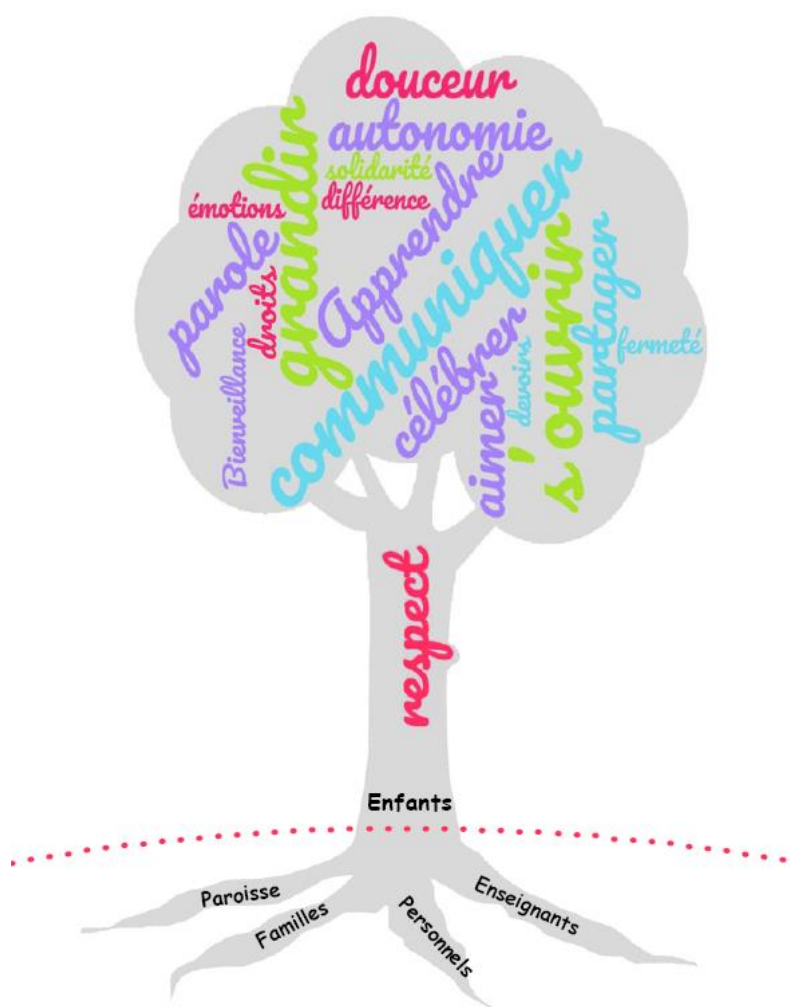 douceur
autonomie
solidarité
différence
émotions
grandir
Apprendre
communiquer
parole
droits
Bienveillance
célébrer
aimer
devoirs
s'ouvrir
partager
fermeté
respect
Enfants
Paroisse
Familles
Personnels
Enseignants